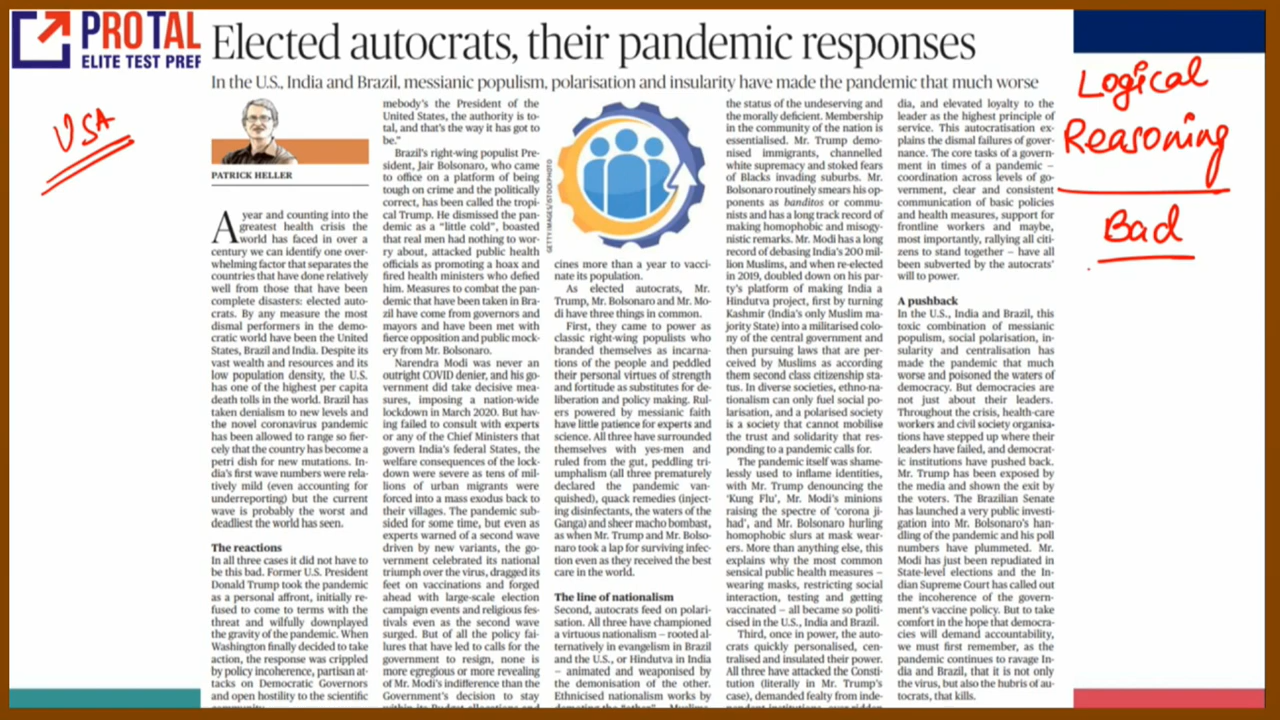 PROTAL
ELITE TEST PREP
Elected autocrats, their pandemic responses
In the U.S., India and Brazil, messianic populism, polarisation and insularity have made the pandemic that much worse
USA
PATRICK HELLER
A year and counting into the
greatest health crisis the
world has faced in over a
century we can identify one over-
whelming factor that separates the
countries that have done relatively
well from those that have been
complete disasters: elected auto-
crats. By any measure the most
dismal performers in the demo-
cratic world have been the United
States, Brazil and India. Despite its
vast wealth and resources and its
low population density, the U.S.
has one of the highest per capita
death tolls in the world. Brazil has
taken denialism to new levels and
the novel coronavirus pandemic
has been allowed to range so fier-
cely that the country has become a
petri dish for new mutations. In-
dia's first wave numbers were rela-
tively mild (even accounting for
underreporting) but the current
wave is probably the worst and
deadliest the world has seen.
The reactions
In all three cases it did not have to
be this bad. Former U.S. President
Donald Trump took the pandemic
as a personal affront, initially re-
fused to come to terms with the
threat and wilfully downplayed
the gravity of the pandemic. When
Washington finally decided to take
action, the response was crippled
by policy incoherence, partisan at-
tacks on Democratic Governors
and open hostility to the scientific
mebody's the President of the
United States, the authority is to-
tal, and that's the way it has got to
be."
Brazil's right-wing populist Pre-
sident, Jair Bolsonaro, who came
to office on a platform of being
tough on crime and the politically
correct, has been called the tropi-
cal Trump. He dismissed the pan-
demic as a "little cold", boasted
that real men had nothing to wor-
ry about, attacked public health
officials as promoting a hoax and
fired health ministers who defied
him. Measures to combat the pan-
demic that have been taken in Bra-
zil have come from governors and
mayors and have been met with
fierce opposition and public mock-
ery from Mr. Bolsonaro.
Narendra Modi was never an
outright COVID denier, and his go-
vernment did take decisive mea-
sures, imposing a nation-wide
lockdown in March 2020. But hav-
ing failed to consult with experts
or any of the Chief Ministers that
govern India's federal States, the
welfare consequences of the lock-
down were severe as tens of mil-
lions of urban migrants were
forced into a mass exodus back to
their villages. The pandemic sub-
sided for some time, but even as
experts warned of a second wave
driven by new variants, the go-
vernment celebrated its national
triumph over the virus, dragged its
feet on vaccinations and forged
ahead with large-scale election
campaign events and religious fes-
tivals even as the second wave
surged. But of all the policy fai-
lures that have led to calls for the
government to resign, none is
more egregious or more revealing
of Mr. Modi's indifference than the
Government's decision to stay
GETTY IMAGES/ISTOCKPHOTO
cines more than a year to vacci-
nate its population.
As elected autocrats, Mr.
Trump, Mr. Bolsonaro and Mr. Mo-
di have three things in common.
First, they came to power as
classic right-wing populists who
branded themselves as incarna-
tions of the people and peddled
their personal virtues of strength
and fortitude as substitutes for de-
liberation and policy making. Rul-
ers powered by messianic faith
have little patience for experts and
science. All three have surrounded
themselves with yes-men and
ruled from the gut, peddling tri-
umphalism (all three prematurely
declared the pandemic van-
quished), quack remedies (inject-
ing disinfectants, the waters of the
Ganga) and sheer macho bombast,
as when Mr. Trump and Mr. Bolso-
naro took a lap for surviving infec-
tion even as they received the best
care in the world.
The line of nationalism
Second, autocrats feed on polari-
sation. All three have championed
a virtuous nationalism – rooted al-
ternatively in evangelism in Brazil
and the U.S., or Hindutva in India
– animated and weaponised by
the demonisation of the other.
Ethnicised nationalism works by
the status of the undeserving and
the morally deficient. Membership
in the community of the nation is
essentialised. Mr. Trump demo-
nised immigrants, channelled
white supremacy and stoked fears
of Blacks invading suburbs. Mr.
Bolsonaro routinely smears his op-
ponents as banditos or commu-
nists and has a long track record of
making homophobic and misogy-
nistic remarks. Mr. Modi has a long
record of debasing India's 200 mil-
lion Muslims, and when re-elected
in 2019, doubled down on his par-
ty's platform of making India a
Hindutva project, first by turning
Kashmir (India's only Muslim ma-
jority State) into a militarised colo-
ny of the central government and
then pursuing laws that are per-
ceived by Muslims as according
them second class citizenship sta-
tus. In diverse societies, ethno-na-
tionalism can only fuel social po-
larisation, and a polarised society
is a society that cannot mobilise
the trust and solidarity that res-
ponding to a pandemic calls for.
The pandemic itself was shame-
lessly used to inflame identities,
with Mr. Trump denouncing the
'Kung Flu', Mr. Modi's minions
raising the spectre of 'corona ji-
had', and Mr. Bolsonaro hurling
homophobic slurs at mask wear-
ers. More than anything else, this
explains why the most common
sensical public health measures –
wearing masks, restricting social
interaction, testing and getting
vaccinated – all became so politi-
cised in the U.S., India and Brazil.
Third, once in power, the auto-
crats quickly personalised, cen-
tralised and insulated their power.
All three have attacked the Consti-
tution (literally in Mr. Trump's
case), demanded fealty from inde-
dia, and elevated loyalty to the
leader as the highest principle of
service. This autocratisation ex-
plains the dismal failures of gover-
nance. The core tasks of a govern-
ment in times of a pandemic –
coordination across levels of go-
vernment, clear and consistent
communication of basic policies
and health measures, support for
frontline workers and maybe,
most importantly, rallying all citi-
zens to stand together – have all
been subverted by the autocrats'
will to power.
A pushback
In the U.S., India and Brazil, this
toxic combination of messianic
populism, social polarisation, in-
sularity and centralisation has
made the pandemic that much
worse and poisoned the waters of
democracy. But democracies are
not just about their leaders.
Throughout the crisis, health-care
workers and civil society organisa-
tions have stepped up where their
leaders have failed, and democrat-
ic institutions have pushed back.
Mr. Trump has been exposed by
the media and shown the exit by
the voters. The Brazilian Senate
has launched a very public investi-
gation into Mr. Bolsonaro's han-
dling of the pandemic and his poll
numbers have plummeted. Mr.
Modi has just been repudiated in
State-level elections and the In-
dian Supreme Court has called out
the incoherence of the govern-
ment's vaccine policy. But to take
comfort in the hope that democra-
cies will demand accountability,
we must first remember, as the
pandemic continues to ravage In-
dia and Brazil, that it is not only
the virus, but also the hubris of au-
tocrats, that kills.
Logical
Reasoning
Bad